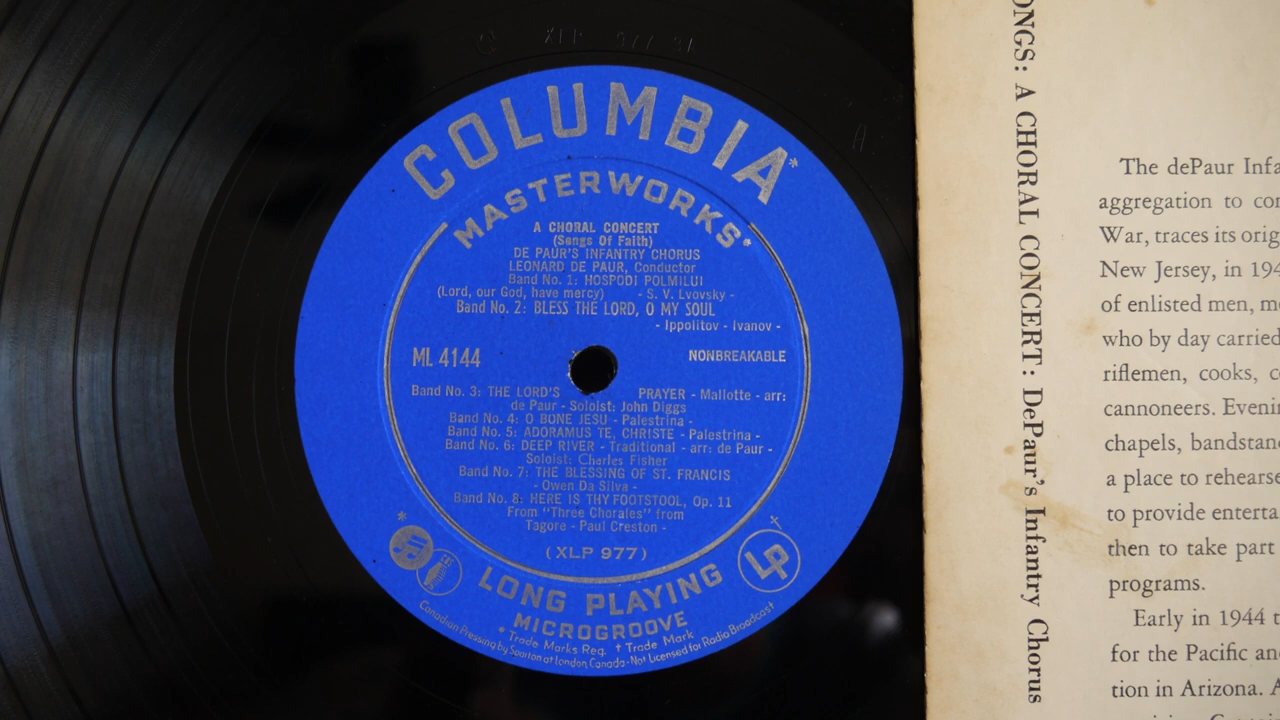 COLUMBIA*
MASTERWORKS*
A CHORAL CONCERT
(Songs Of Faith)
DE PAUR'S INFANTRY CHORUS
LEONARD DE PAUR, Conductor
Band No. 1: HOSPODI POLMILUI
(Lord, our God, have mercy) - S. V. Lvovsky -
Band No. 2: BLESS THE LORD, O MY SOUL
- Ippolitov - Ivanov -
ML 4144 NONBREAKABLE
Band No. 3: THE LORD'S PRAYER - Mallotte - arr:
de Paur - Soloist: John Diggs
Band No. 4: O BONE JESU - Palestrina -
Band No. 5: ADORAMUS TE, CHRISTE - Palestrina -
Band No. 6: DEEP RIVER - Traditional - arr: de Paur -
Soloist: Charles Fisher
Band No. 7: THE BLESSING OF ST. FRANCIS
- Owen Da Silva -
Band No. 8: HERE IS THY FOOTSTOOL, Op. 11
From "Three Chorales" from
Tagore - Paul Creston -
(XLP 977)
LP
LONG PLAYING
MICROGROOVE
* Trade Marks Reg. † Trade Mark
Canadian Pressing by Sparton at London, Canada - Not Licensed for Radio Broadcast
ONGS: A CHORAL CONCERT: DePaur's Infantry Chorus
The dePaur Infa
aggregation to con
War, traces its orig
New Jersey, in 194
of enlisted men, mo
who by day carried
riflemen, cooks, c
cannoneers. Evenin
chapels, bandstand
a place to rehearse
to provide enterta
then to take part
programs.
Early in 1944 t
for the Pacific and
tion in Arizona. A